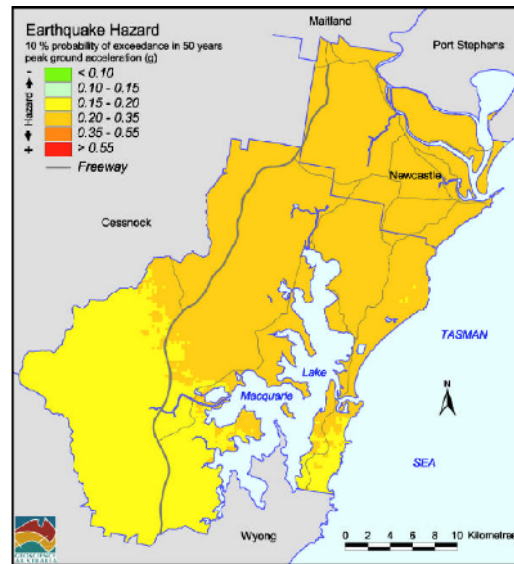 Earthquake Hazard
10 % probability of exceedance in 50 years
peak ground acceleration (g)
- Hazard +
< 0.10
0.10 - 0.15
0.15 - 0.20
0.20 - 0.35
0.35 - 0.55
> 0.55
Freeway
Maitland
Port Stephens
Newcastle
Cessnock
TASMAN
Lake
Macquarie
N
SEA
Wyong
0 2 4 6 8 10 Kilometres
GEOSCIENCE
AUSTRALIA